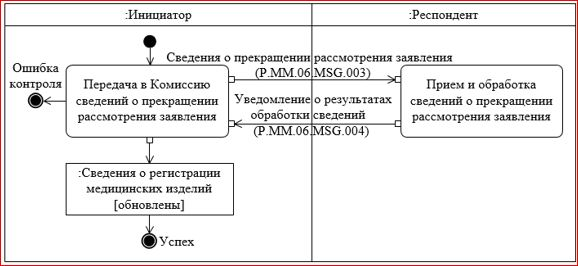 :Инициатор
:Респондент
Сведения о прекращении рассмотрения заявления
(P.MM.06.MSG.003)
Ошибка
контроля
Передача в Комиссию
сведений о прекращении
рассмотрения заявления
Прием и обработка
сведений о прекращении
рассмотрения заявления
Уведомление о результатах
обработки сведений
(P.MM.06.MSG.004)
:Сведения о регистрации
медицинских изделий
[обновлены]
Успех